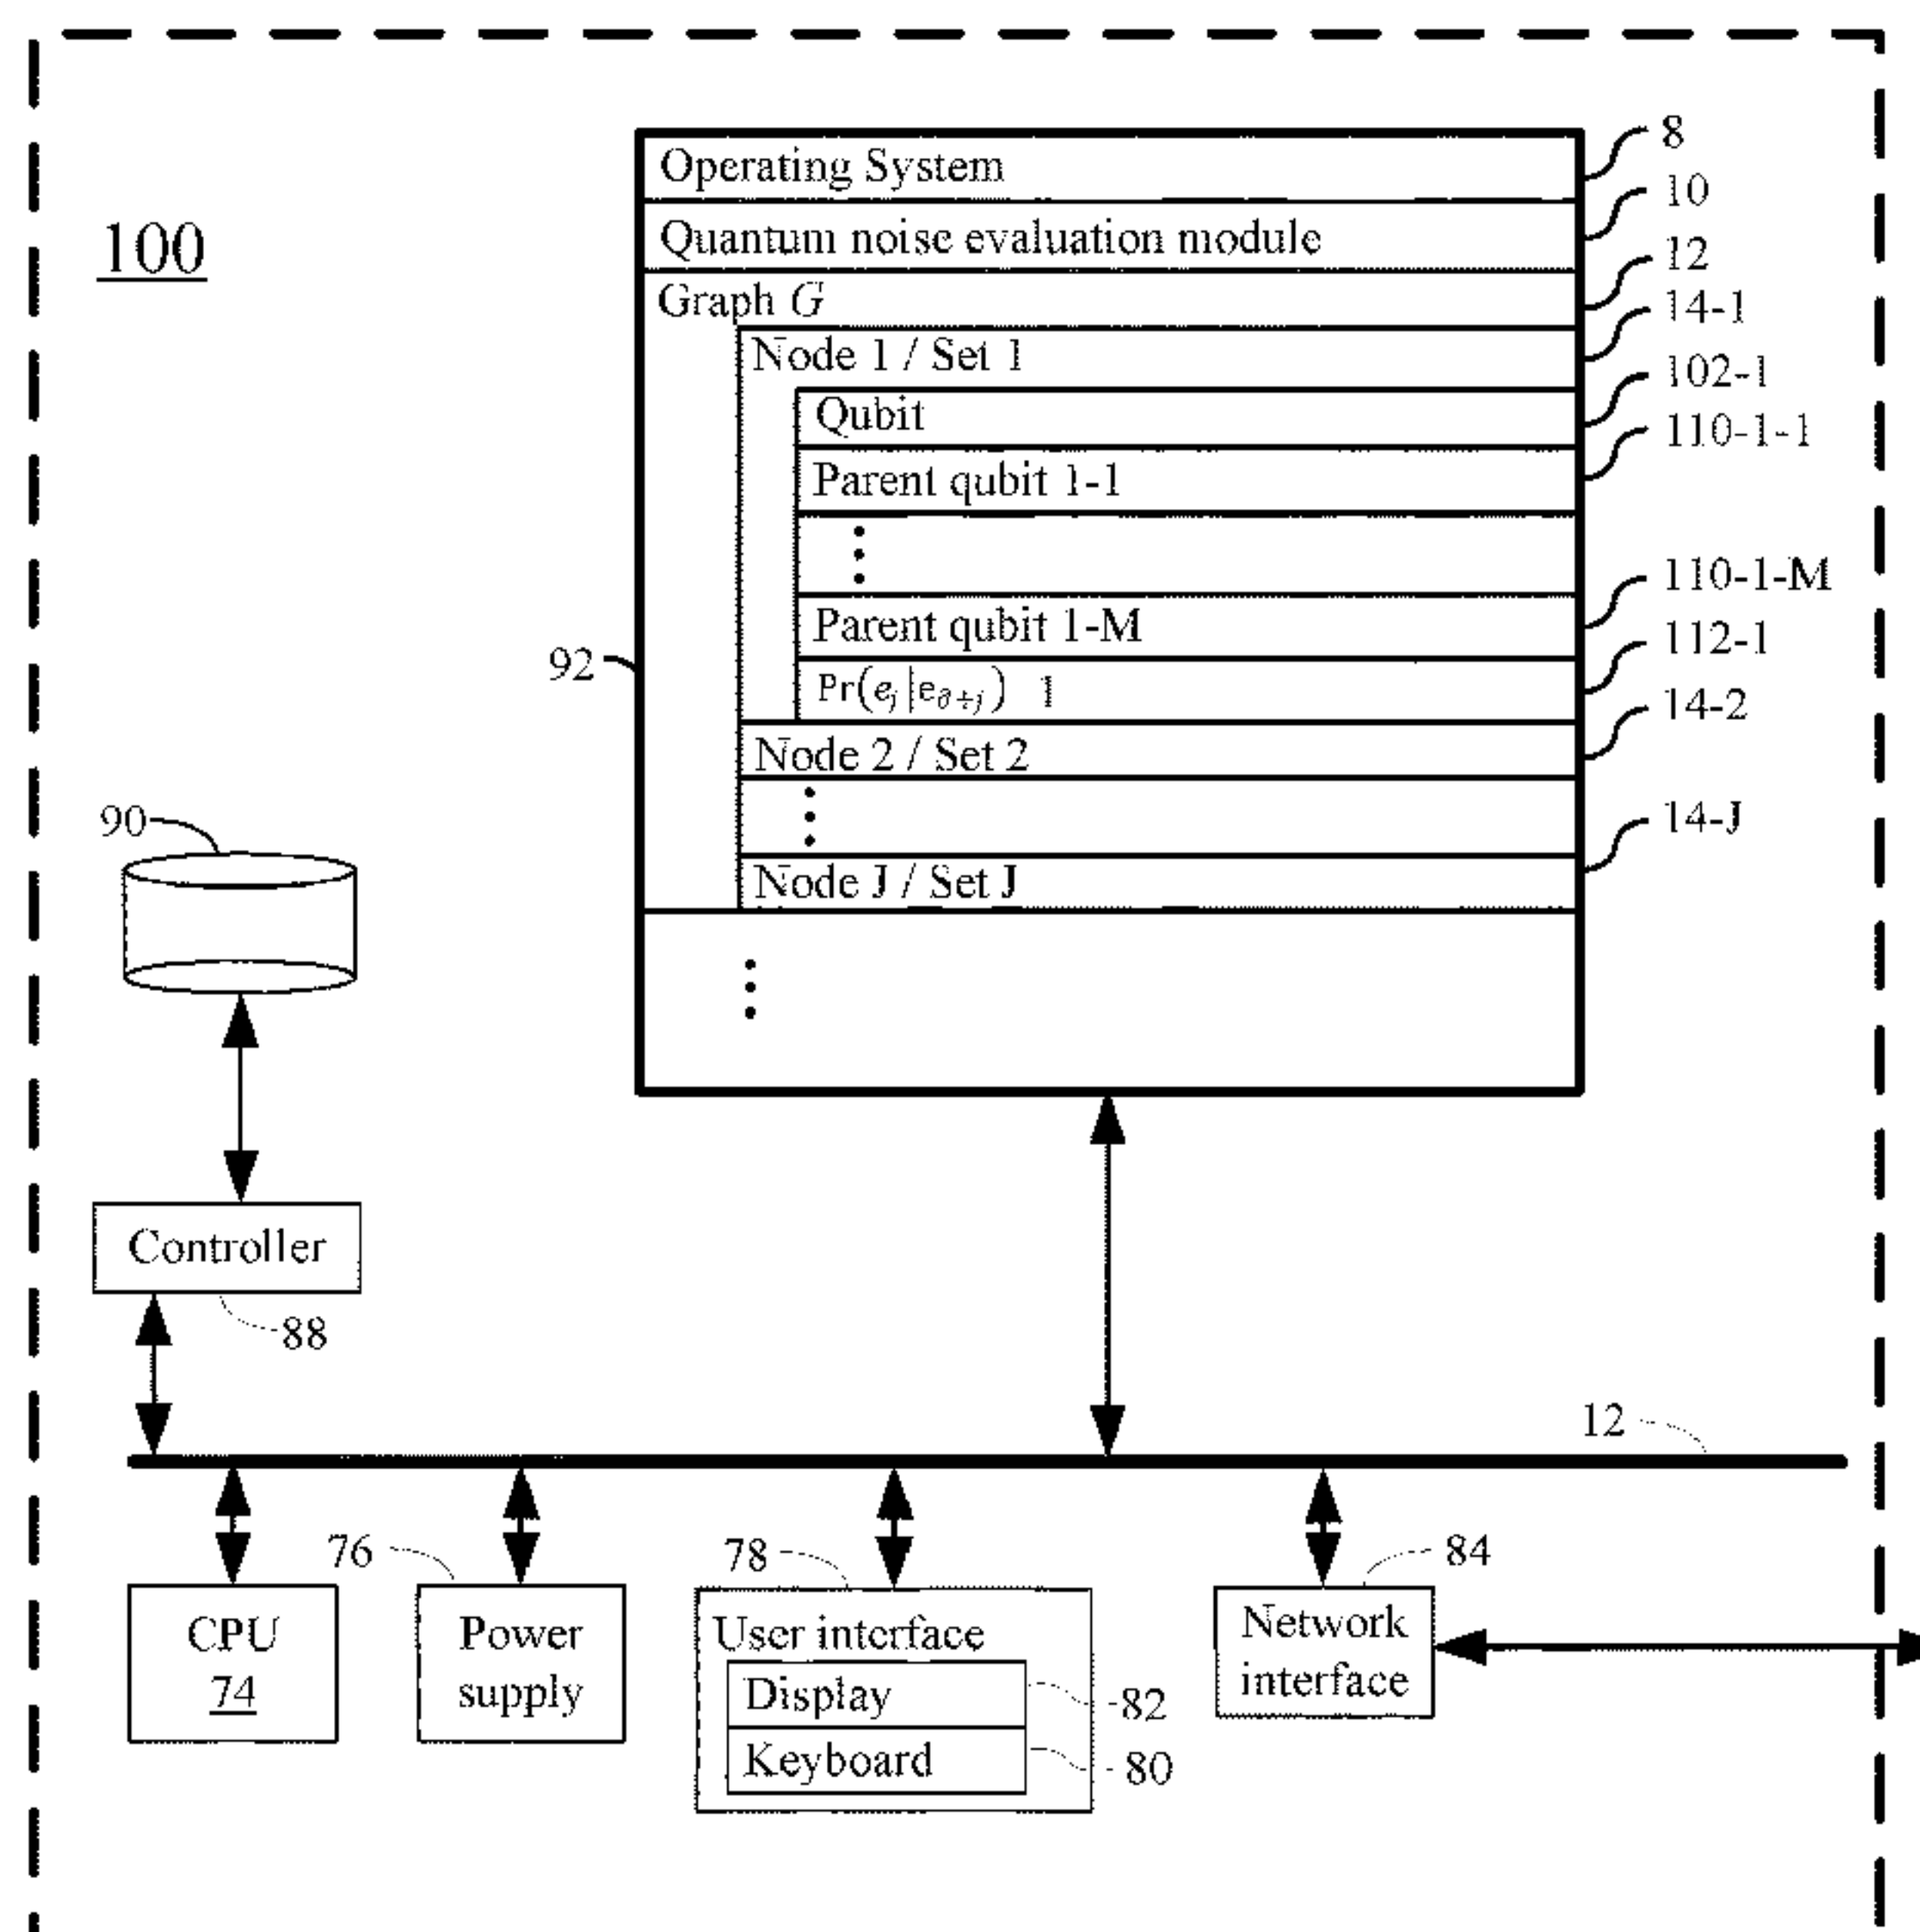 100
Operating System
8
Quantum noise evaluation module
10
Graph G
12
Node 1 / Set 1
14-1
Qubit
102-1
Parent qubit 1-1
110-1-1
Parent qubit 1-M
110-1-M
92
Pr(ej|e∂+j) 1
112-1
Node 2 / Set 2
14-2
Node J / Set J
14-J
90
Controller
88
12
CPU
74
76
Power
supply
78
User interface
Display
82
Keyboard
80
84
Network
interface